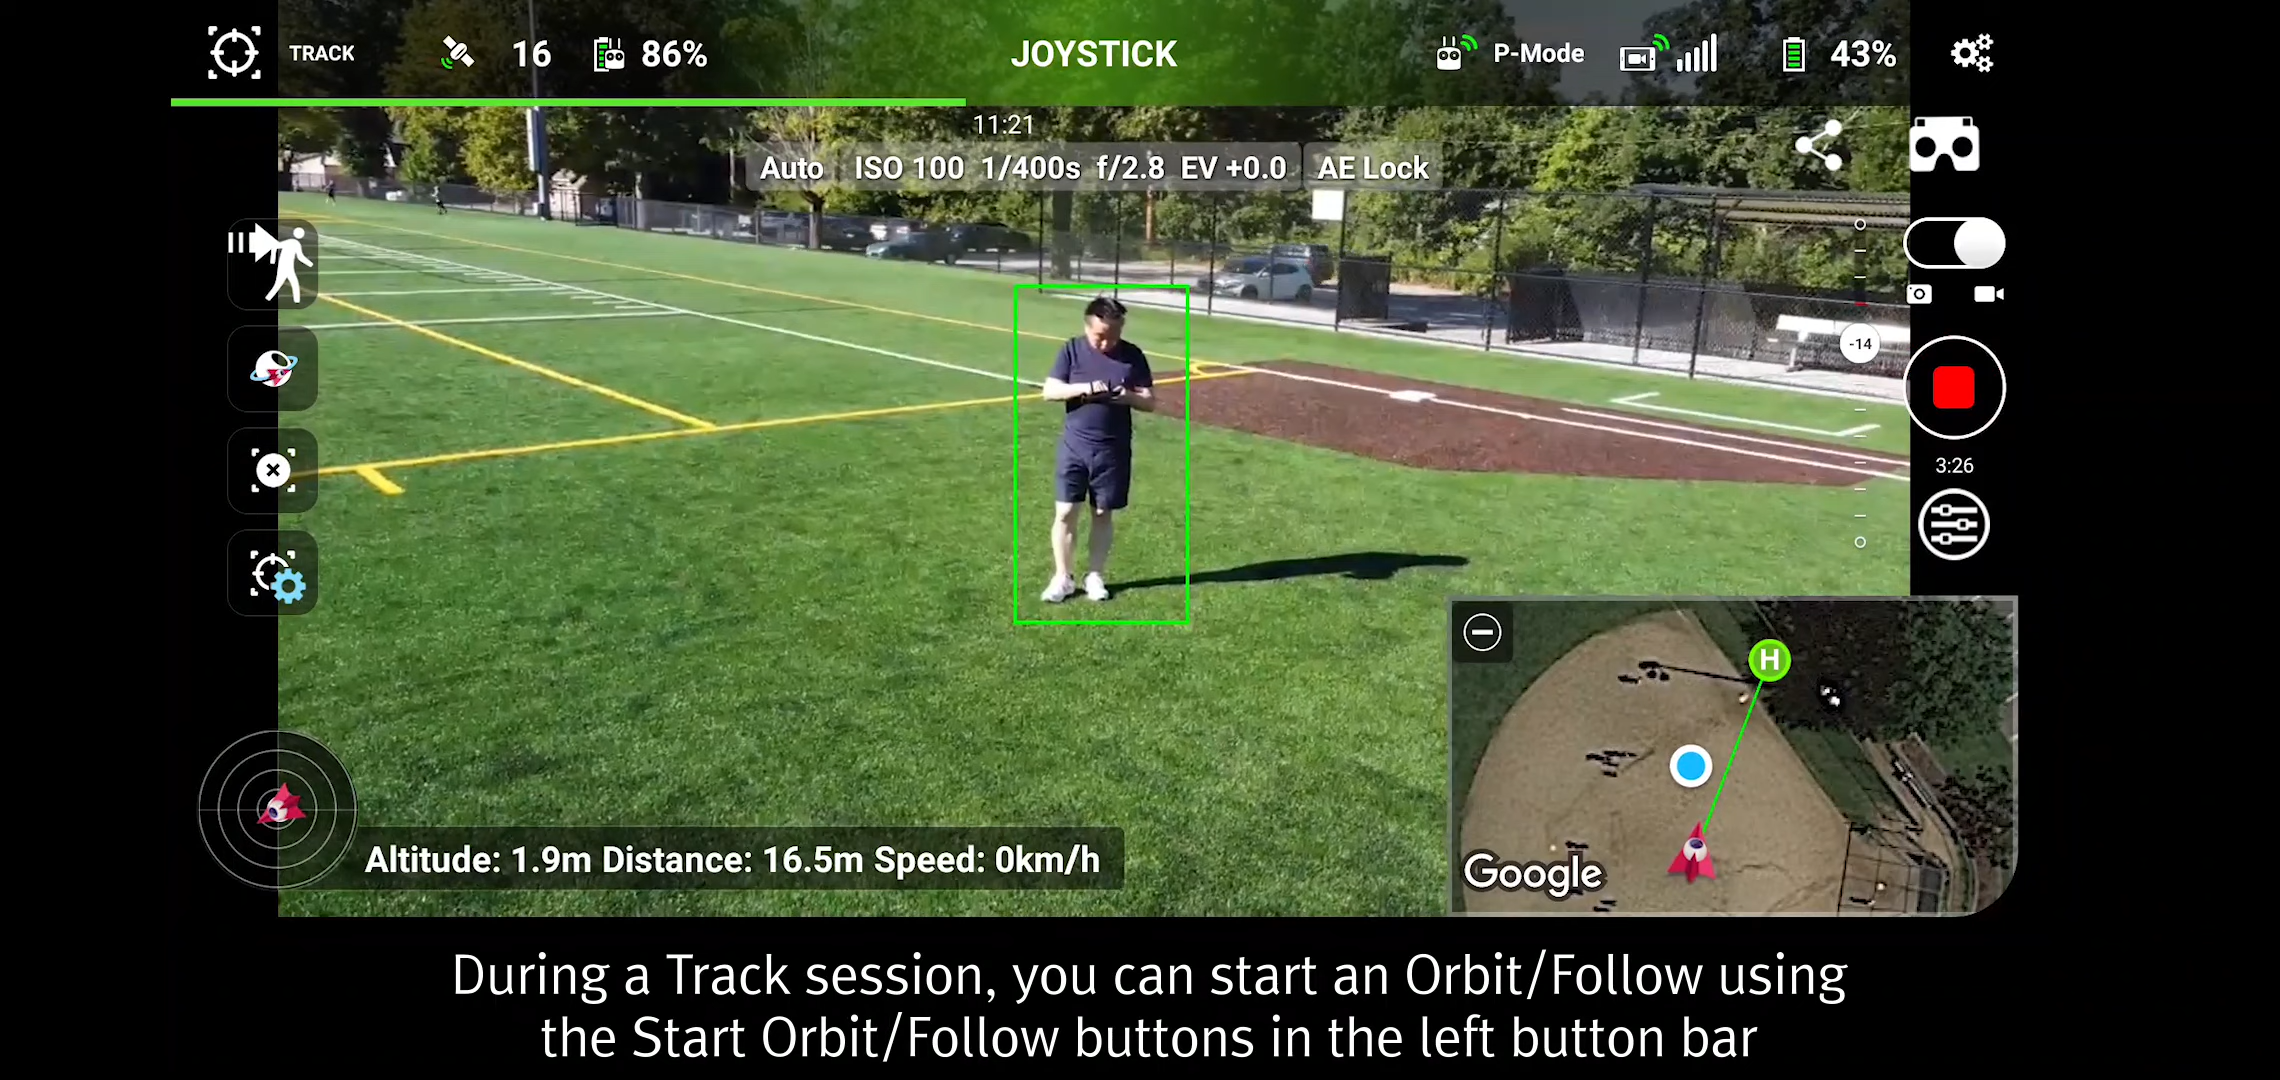 TRACK 16 86% JOYSTICK P-Mode 43%
11:21
Auto ISO 100 1/400s f/2.8 EV +0.0 AE Lock
-14
3:26
H
Altitude: 1.9m Distance: 16.5m Speed: 0km/h
Google
During a Track session, you can start an Orbit/Follow using
the Start Orbit/Follow buttons in the left button bar